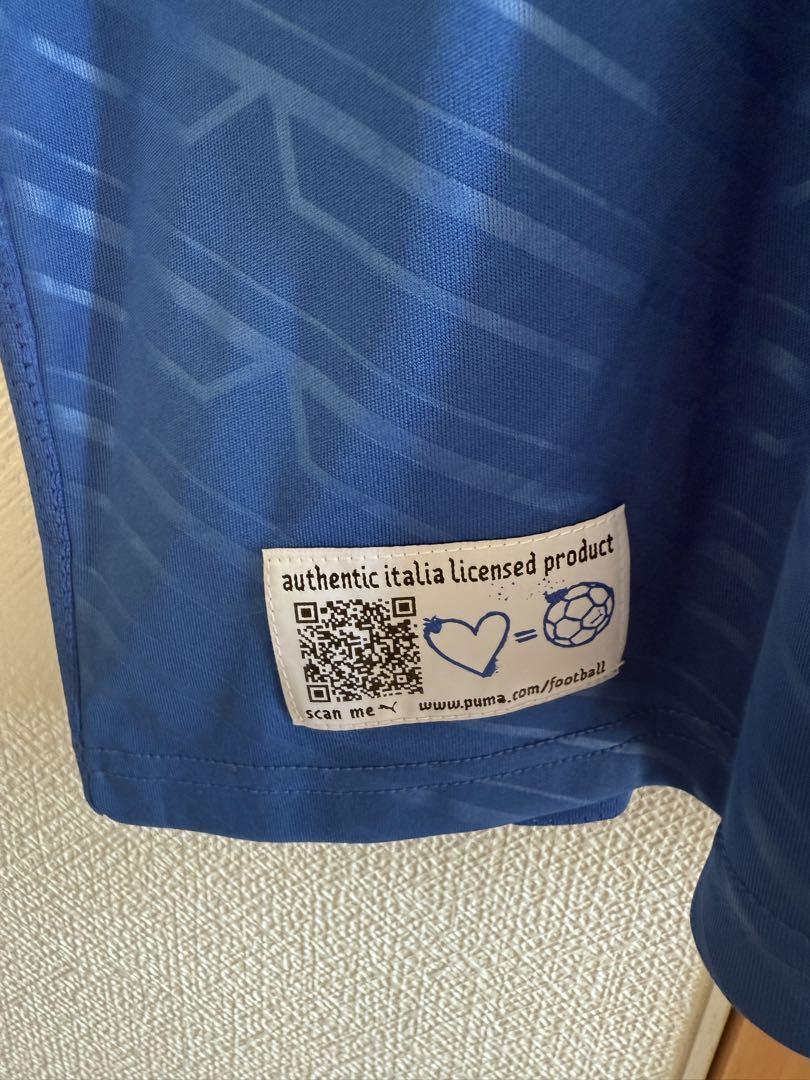 authentic italia licensed product
=
scan me
www.puma.com/football